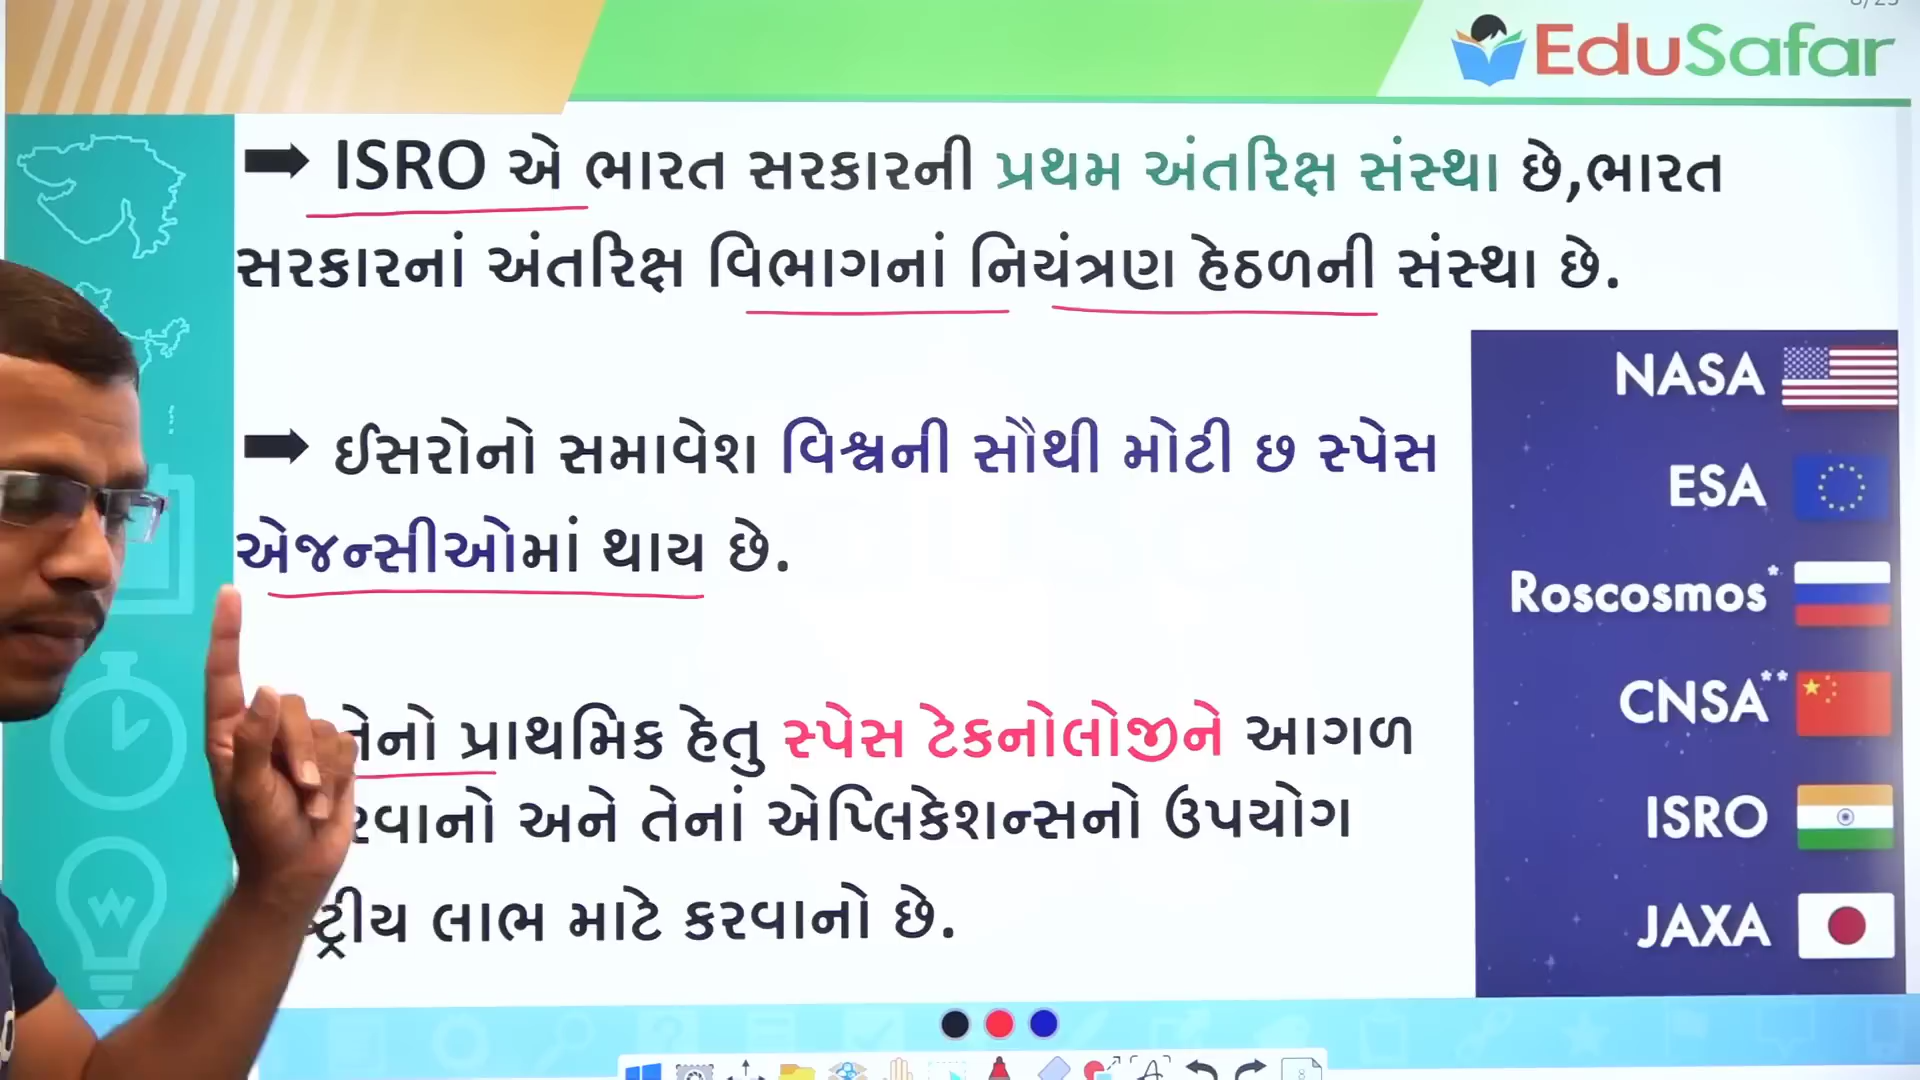 EduSafar
➡ ISRO એ ભારત સરકારની પ્રથમ અંતરિક્ષ સંસ્થા છે,ભારત
સરકારનાં અંતરિક્ષ વિભાગનાં નિયંત્રણ હેઠળની સંસ્થા છે.
➡ ઈસરોનો સમાવેશ વિશ્વની સૌથી મોટી છ સ્પેસ
એજન્સીઓમાં થાય છે.
પ્રાથમિક હેતુ સ્પેસ ટેકનોલોજીને આગળ
અને તેનાં એપ્લિકેશન્સનો ઉપયોગ
લાભ માટે કરવાનો છે.
NASA
ESA
Roscosmos*
CNSA**
ISRO
JAXA